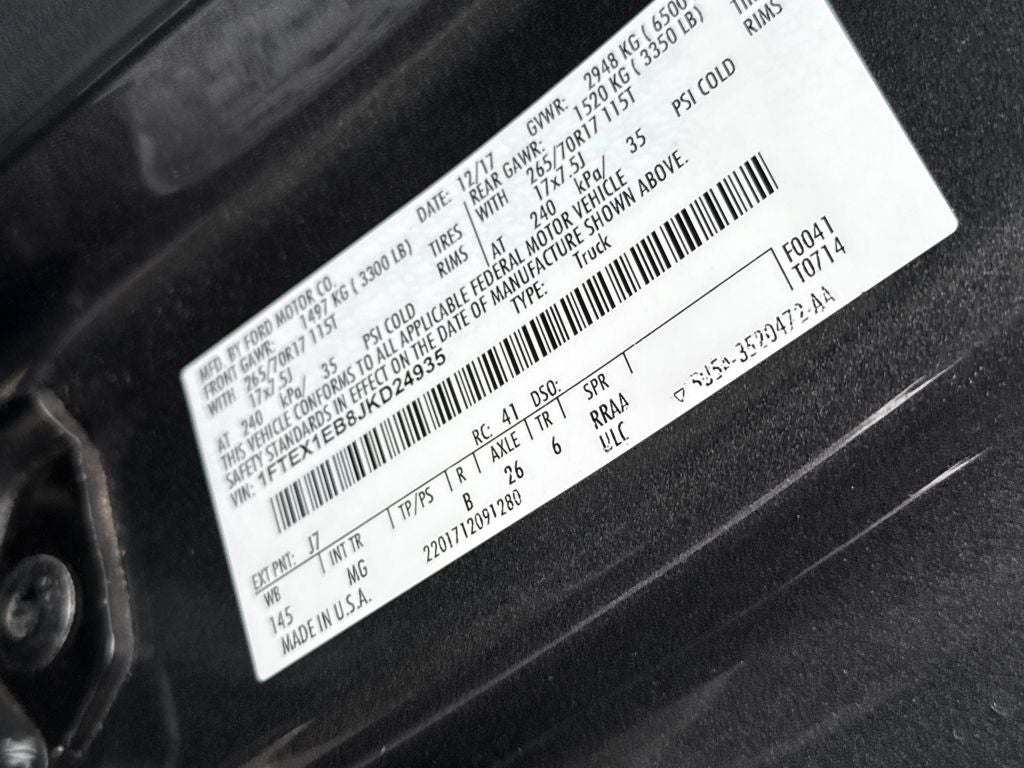 MFD. BY FORD MOTOR CO.
DATE: 12/17
GVWR: 2948 KG ( 6500
FRONT GAWR: 1497 KG ( 3300 LB)
REAR GAWR: 1520 KG ( 3350 LB)
WITH 265/70R17 115T TIRES
WITH 265/70R17 115T
17x7.5J RIMS
17x7.5J RIMS
AT 240 kPa/ 35 PSI COLD
AT 240 kPa/ 35 PSI COLD
THIS VEHICLE CONFORMS TO ALL APPLICABLE FEDERAL MOTOR VEHICLE
SAFETY STANDARDS IN EFFECT ON THE DATE OF MANUFACTURE SHOWN ABOVE.
VIN: 1FTEX1EB8JKD24935
TYPE: Truck
F0041
T0714
EXT PNT: J7
RC: 41 DSO:
WB INT TR TP/PS R AXLE TR SPR
145 MG B 26 6 RRAA
MADE IN U.S.A.
2201712091280
ULC
3520472-AA